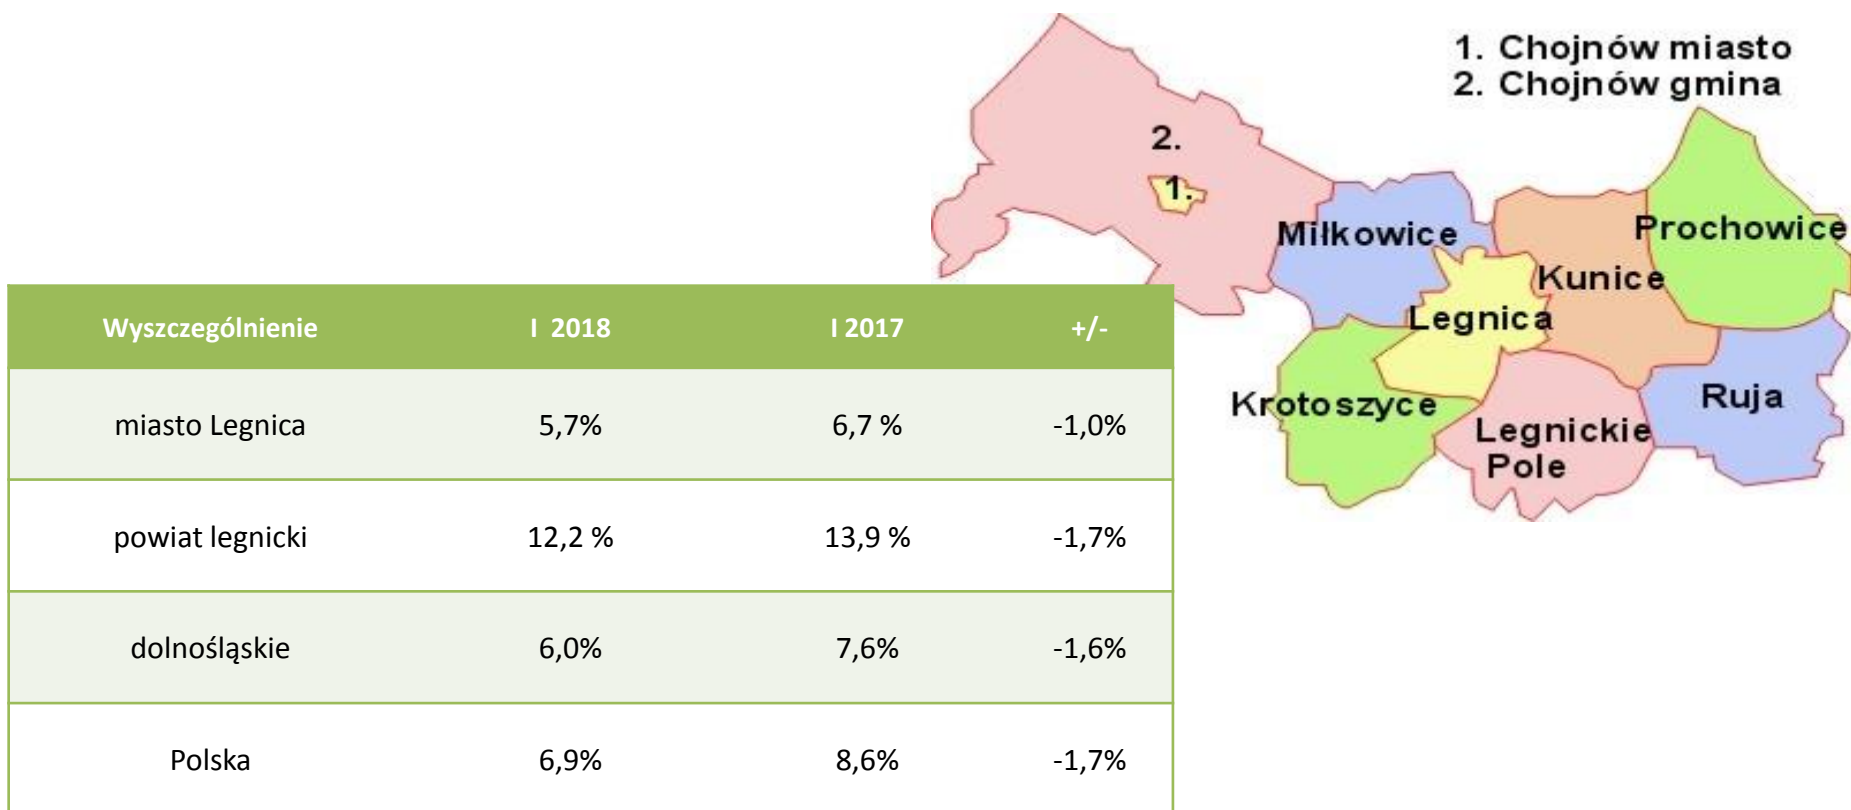 1. Chojnów miasto
2. Chojnów gmina
2.
1.
Miłkowice
Prochowice
Kunice
Legnica
Krotoszyce
Ruja
Legnickie
Pole
Wyszczególnienie I 2018 I 2017 +/-
miasto Legnica 5,7% 6,7 % -1,0%
powiat legnicki 12,2 % 13,9 % -1,7%
dolnośląskie 6,0% 7,6% -1,6%
Polska 6,9% 8,6% -1,7%